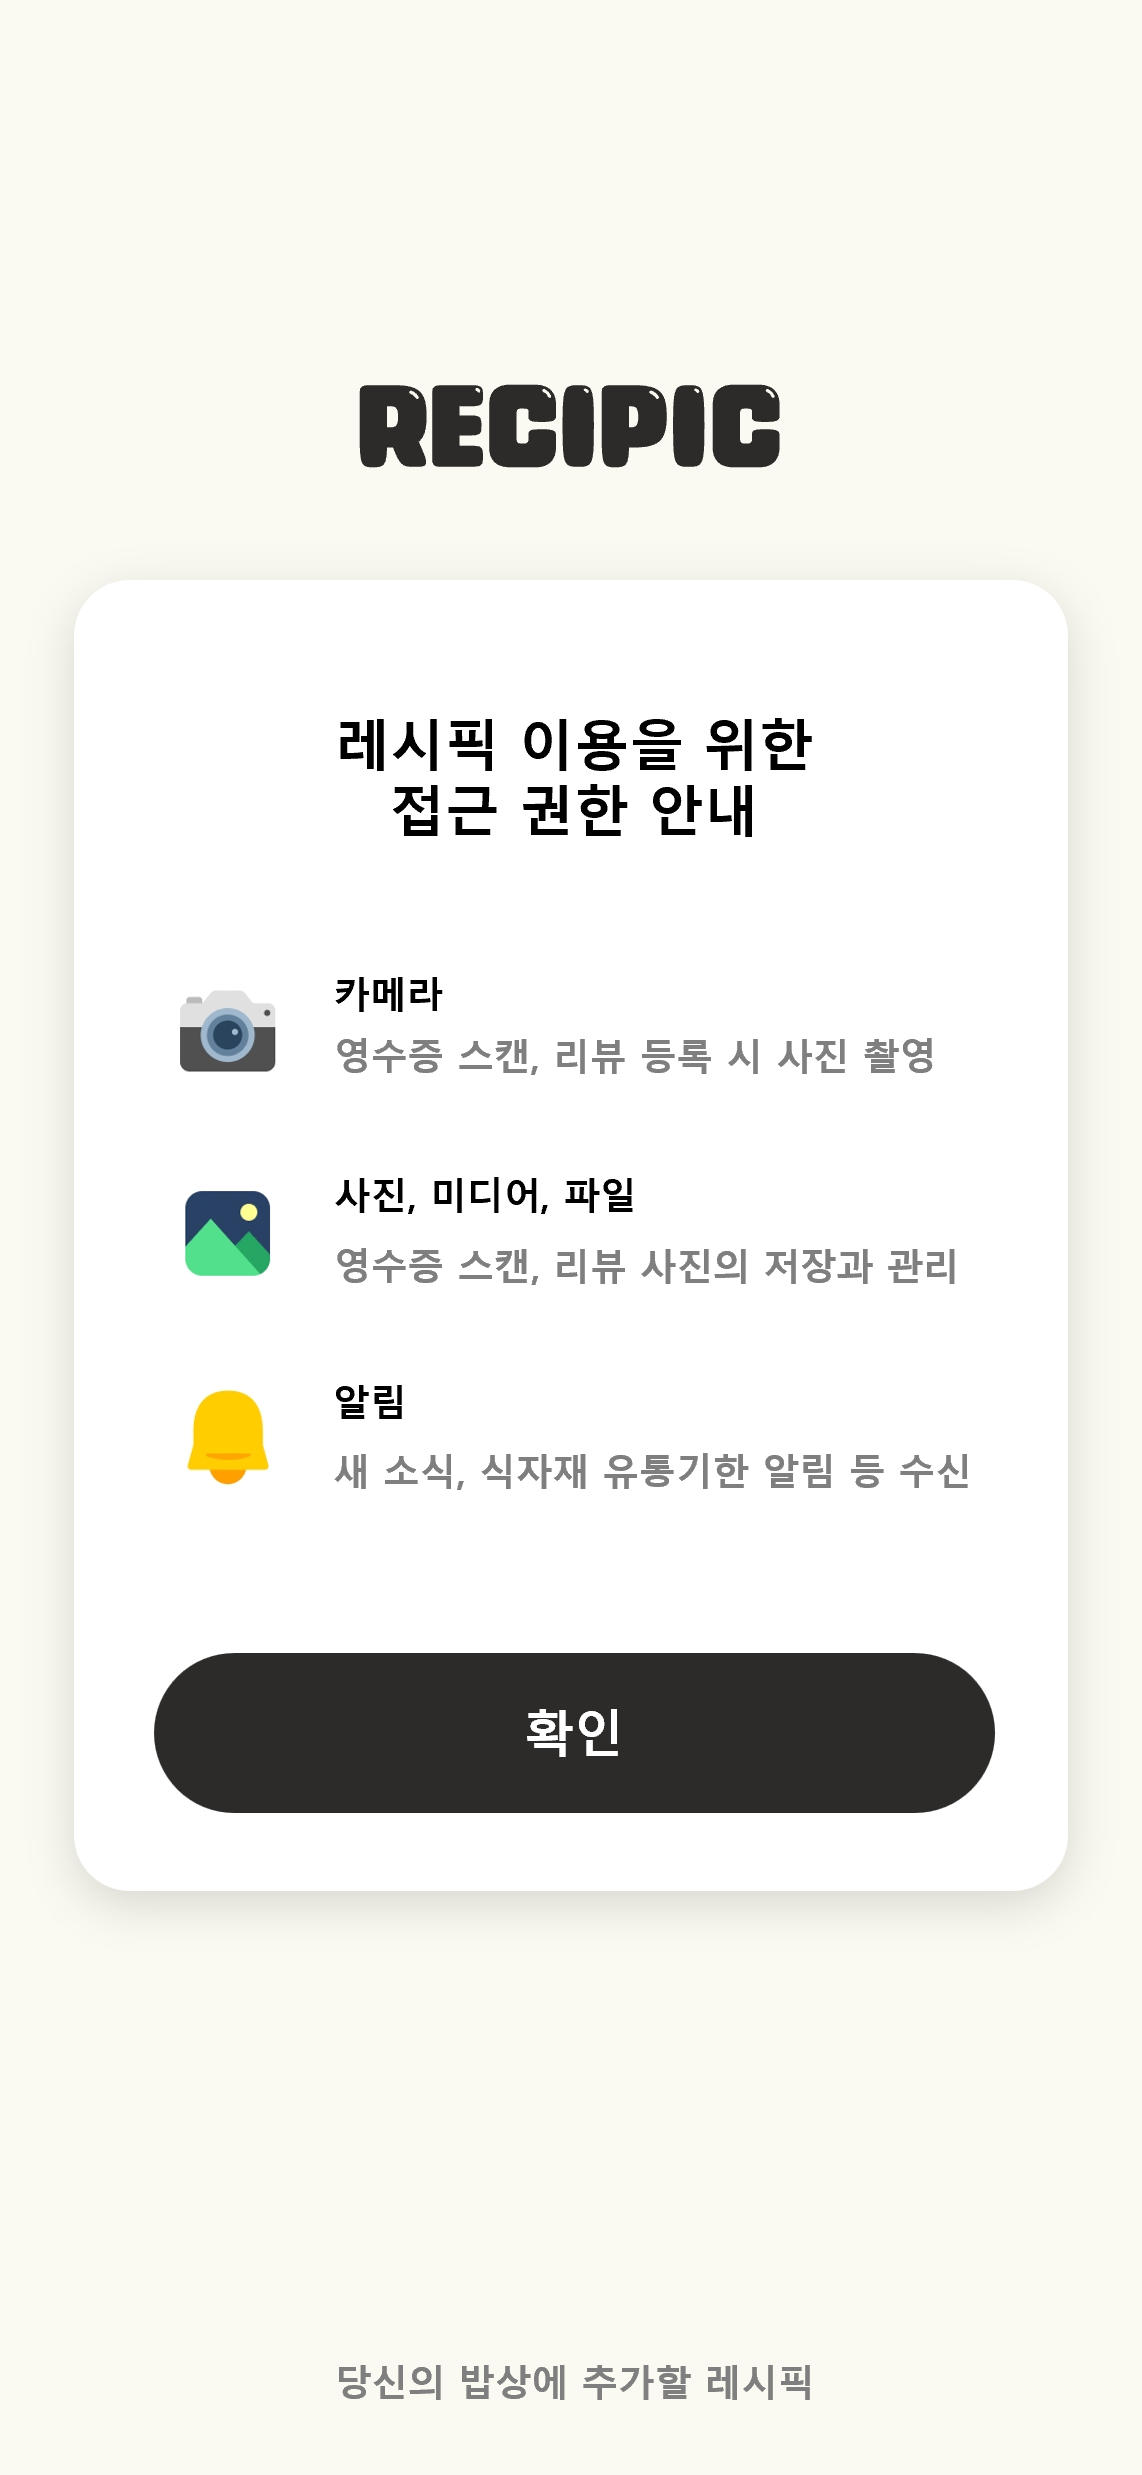 RECIPIC
레시픽 이용을 위한
접근 권한 안내
카메라
영수증 스캔, 리뷰 등록 시 사진 촬영
사진, 미디어, 파일
영수증 스캔, 리뷰 사진의 저장과 관리
알림
새 소식, 식자재 유통기한 알림 등 수신
확인
당신의 밥상에 추가할 레시픽